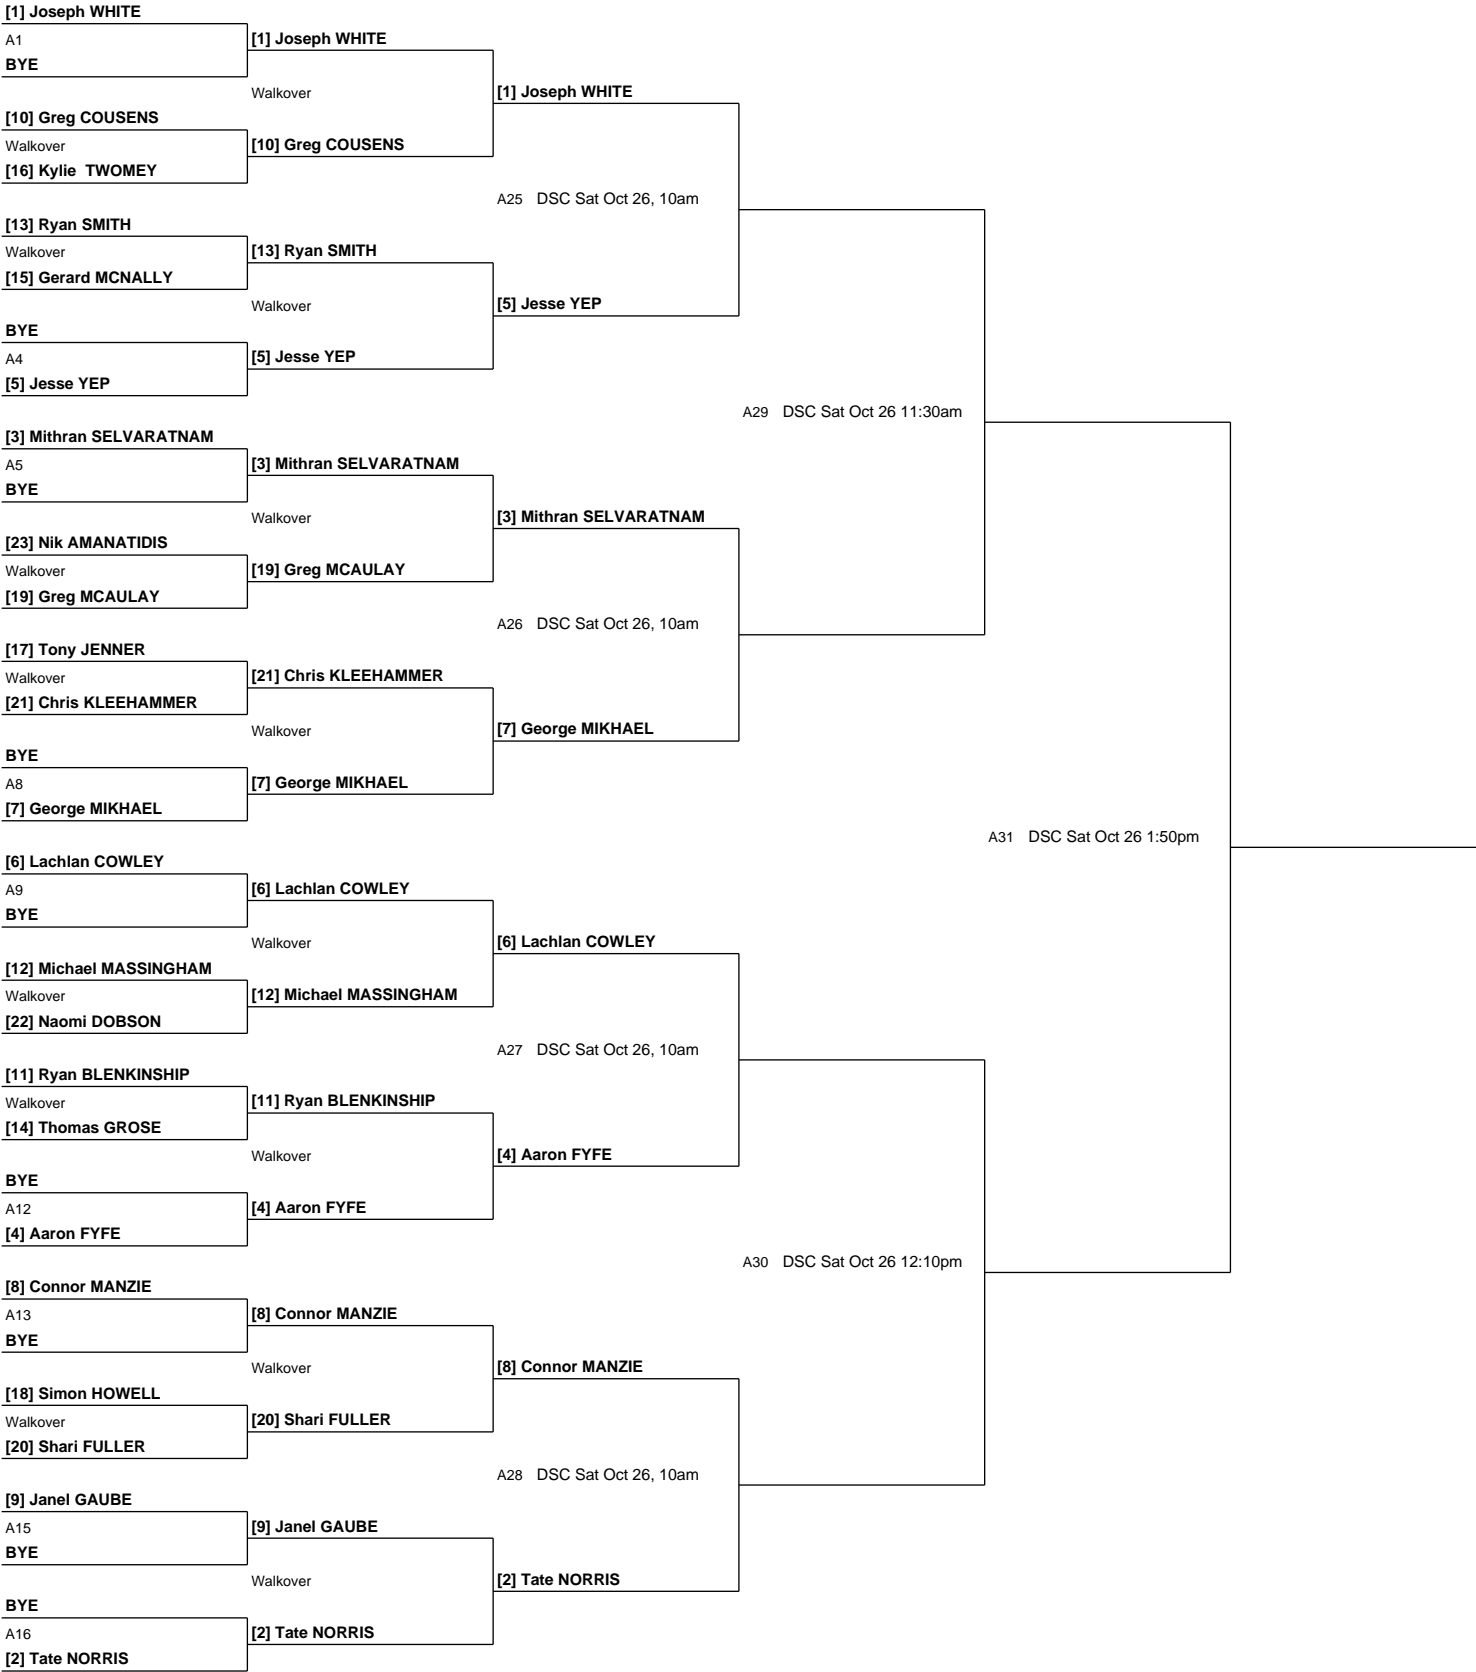 [1] Joseph WHITE
A1
BYE
[10] Greg COUSENS
Walkover
[16] Kylie  TWOMEY
[13] Ryan SMITH
Walkover
[15] Gerard MCNALLY
BYE
A4
[5] Jesse YEP
[3] Mithran SELVARATNAM
A5
BYE
[23] Nik AMANATIDIS
Walkover
[19] Greg MCAULAY
[17] Tony JENNER
Walkover
[21] Chris KLEEHAMMER
BYE
A8
[7] George MIKHAEL
[6] Lachlan COWLEY
A9
BYE
[12] Michael MASSINGHAM
Walkover
[22] Naomi DOBSON
[11] Ryan BLENKINSHIP
Walkover
[14] Thomas GROSE
BYE
A12
[4] Aaron FYFE
[8] Connor MANZIE
A13
BYE
[18] Simon HOWELL
Walkover
[20] Shari FULLER
[9] Janel GAUBE
A15
BYE
BYE
A16
[2] Tate NORRIS
[1] Joseph WHITE
Walkover
[10] Greg COUSENS
[13] Ryan SMITH
Walkover
[5] Jesse YEP
[3] Mithran SELVARATNAM
Walkover
[19] Greg MCAULAY
[21] Chris KLEEHAMMER
Walkover
[7] George MIKHAEL
[6] Lachlan COWLEY
Walkover
[12] Michael MASSINGHAM
[11] Ryan BLENKINSHIP
Walkover
[4] Aaron FYFE
[8] Connor MANZIE
Walkover
[20] Shari FULLER
[9] Janel GAUBE
Walkover
[2] Tate NORRIS
[1] Joseph WHITE
A25 DSC Sat Oct 26, 10am
[5] Jesse YEP
[3] Mithran SELVARATNAM
A26 DSC Sat Oct 26, 10am
[7] George MIKHAEL
[6] Lachlan COWLEY
A27 DSC Sat Oct 26, 10am
[4] Aaron FYFE
[8] Connor MANZIE
A28 DSC Sat Oct 26, 10am
[2] Tate NORRIS
A29 DSC Sat Oct 26 11:30am
A30 DSC Sat Oct 26 12:10pm
A31 DSC Sat Oct 26 1:50pm